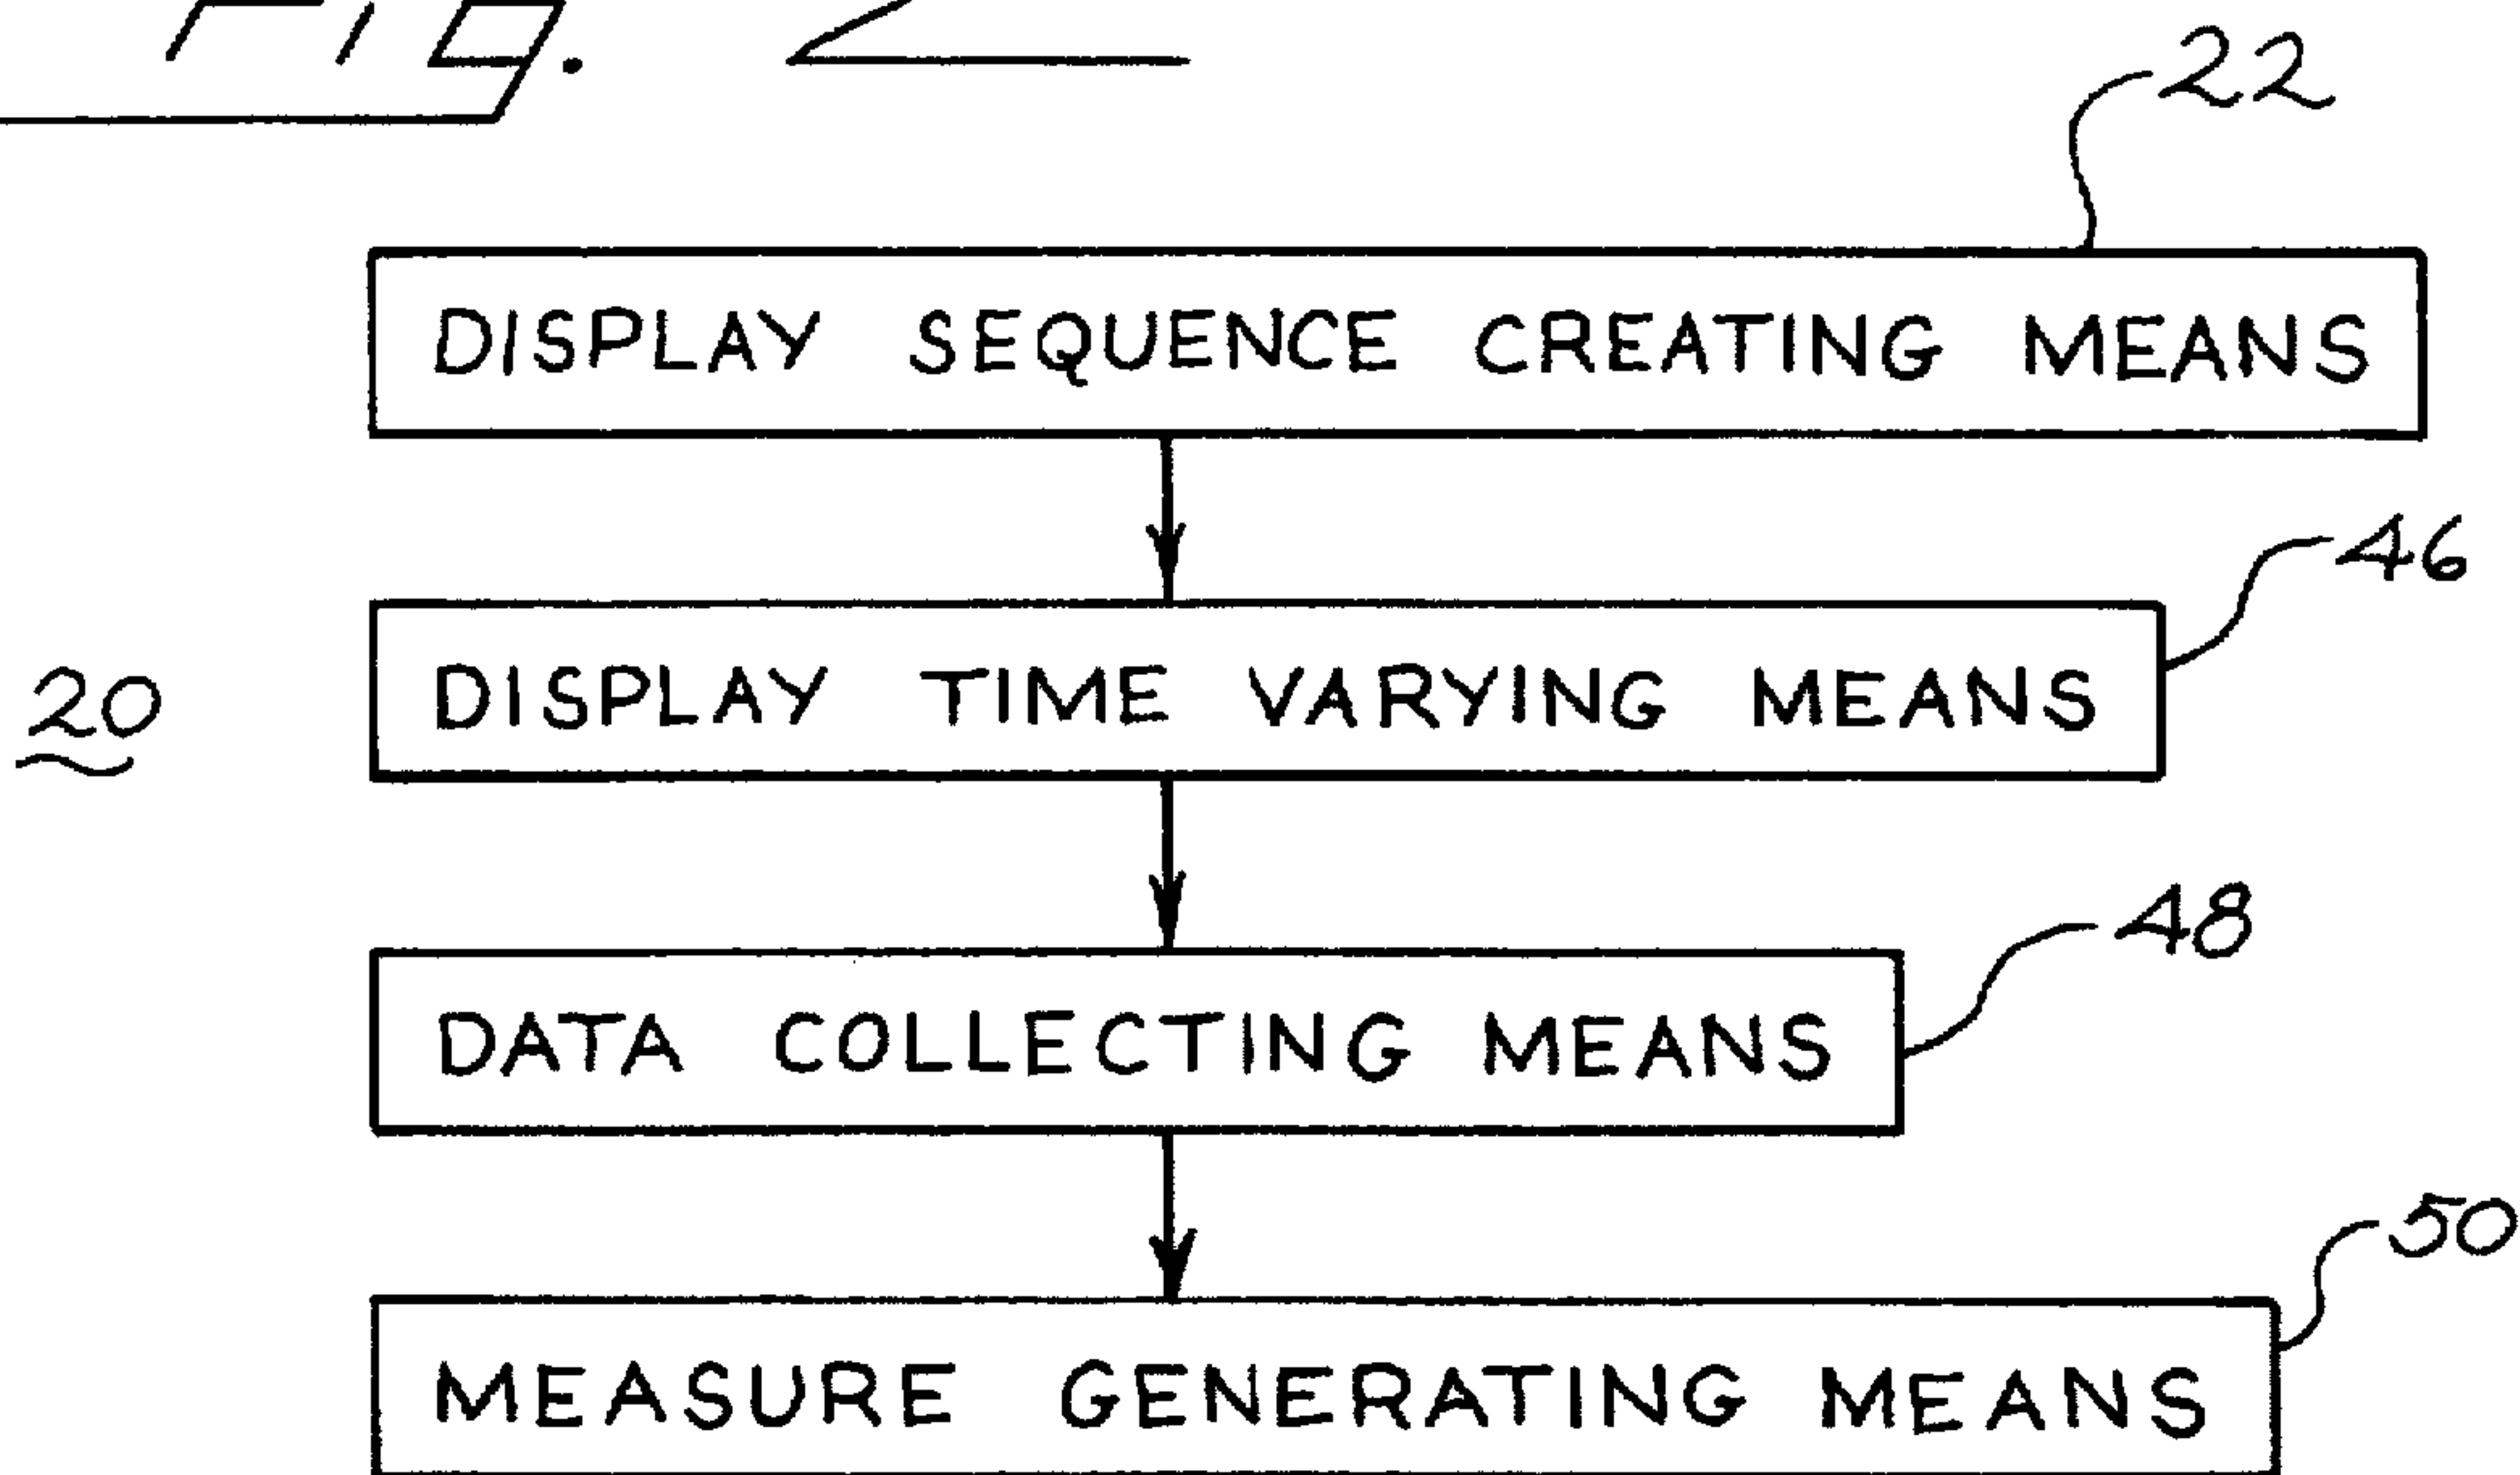 FIG. 2
22
DISPLAY SEQUENCE CREATING MEANS
46
DISPLAY TIME VARYING MEANS
20
48
DATA COLLECTING MEANS
50
MEASURE GENERATING MEANS